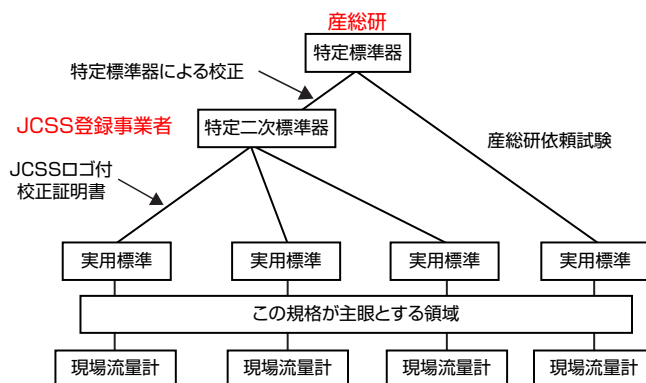 産総研
特定標準器
特定標準器による校正
JCSS登録事業者
特定二次標準器
産総研依頼試験
JCSSロゴ付
校正証明書
実用標準
実用標準
実用標準
実用標準
この規格が主眼とする領域
現場流量計
現場流量計
現場流量計
現場流量計